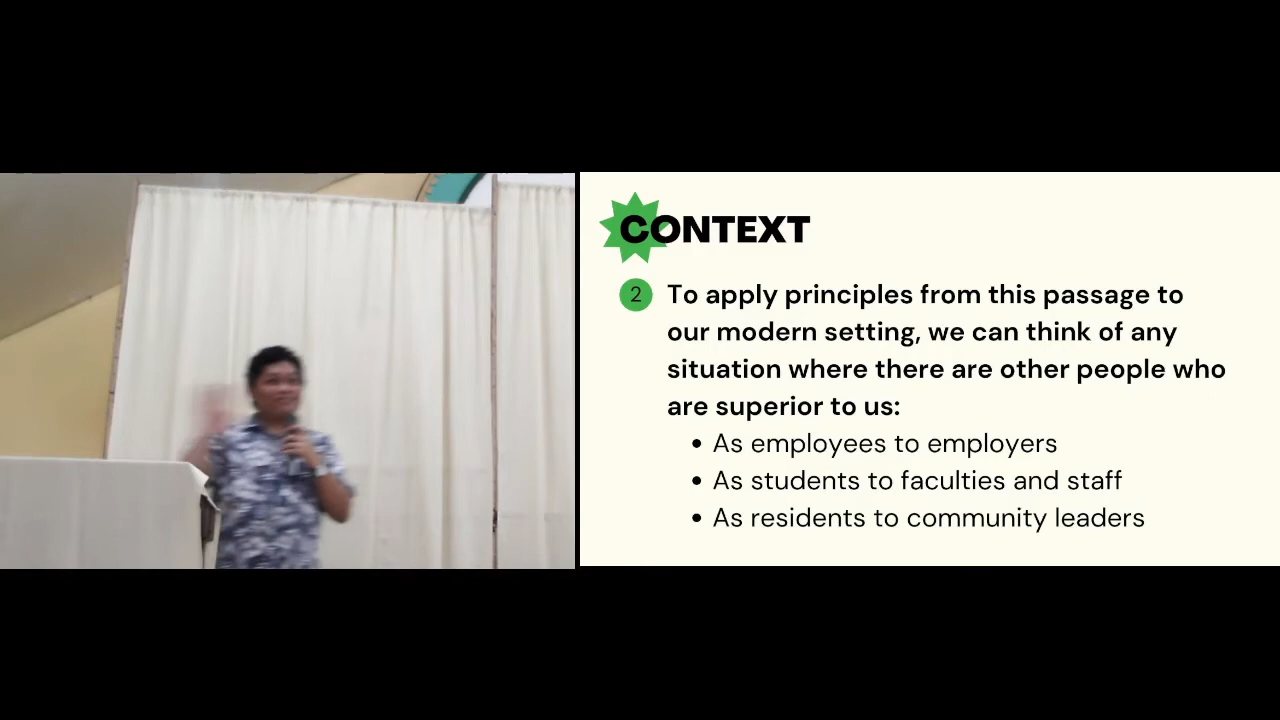 CONTEXT
2 To apply principles from this passage to
our modern setting, we can think of any
situation where there are other people who
are superior to us:
• As employees to employers
• As students to faculties and staff
• As residents to community leaders